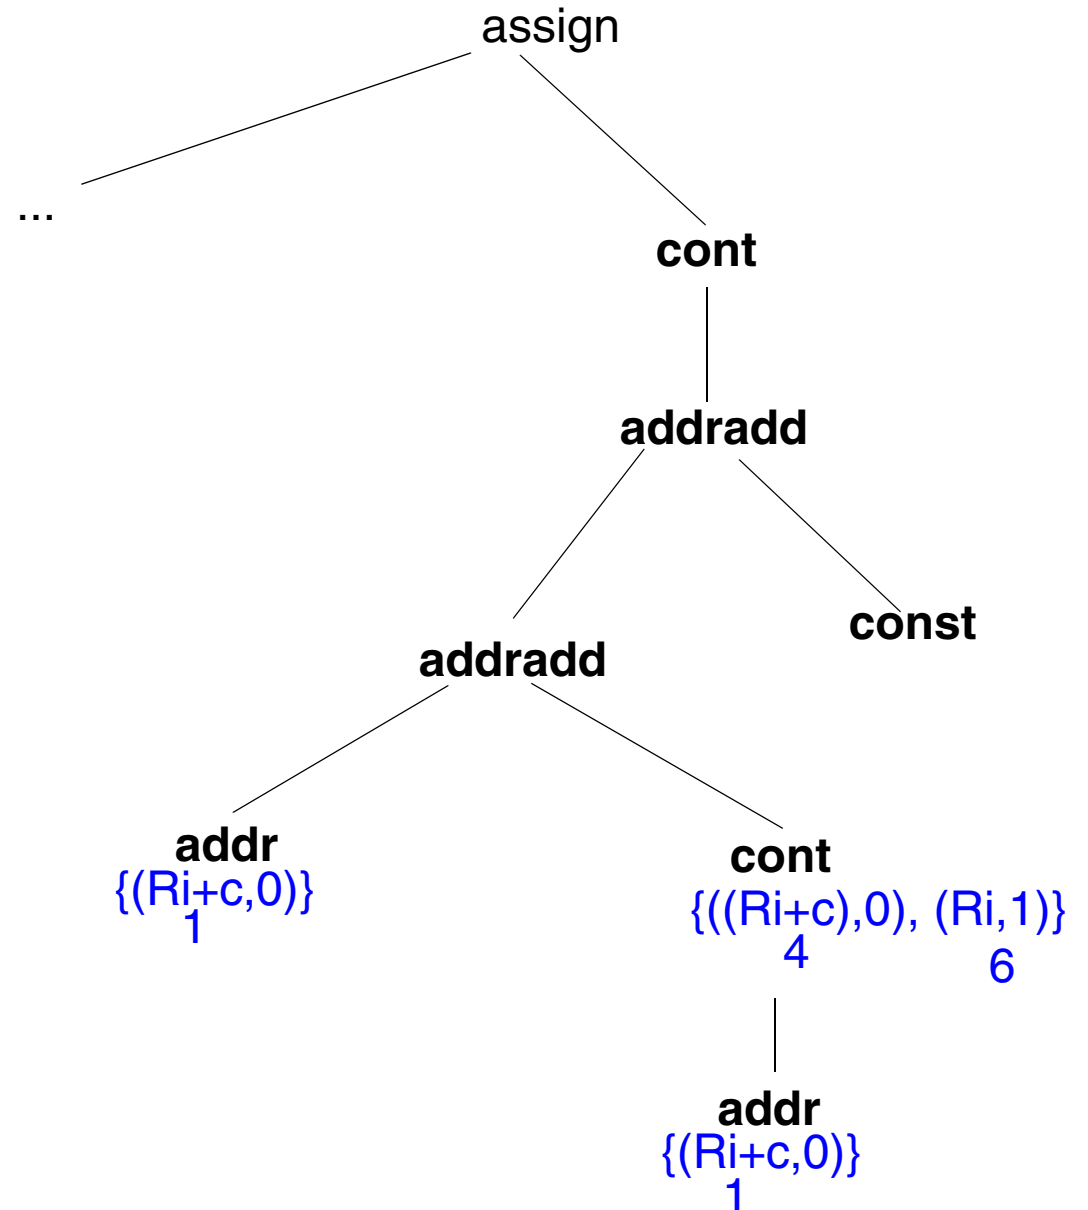 assign
...
cont
addradd
const
addradd
addr
{(Ri+c,0)}
1
cont
{((Ri+c),0), (Ri,1)}
4 6
addr
{(Ri+c,0)}
1